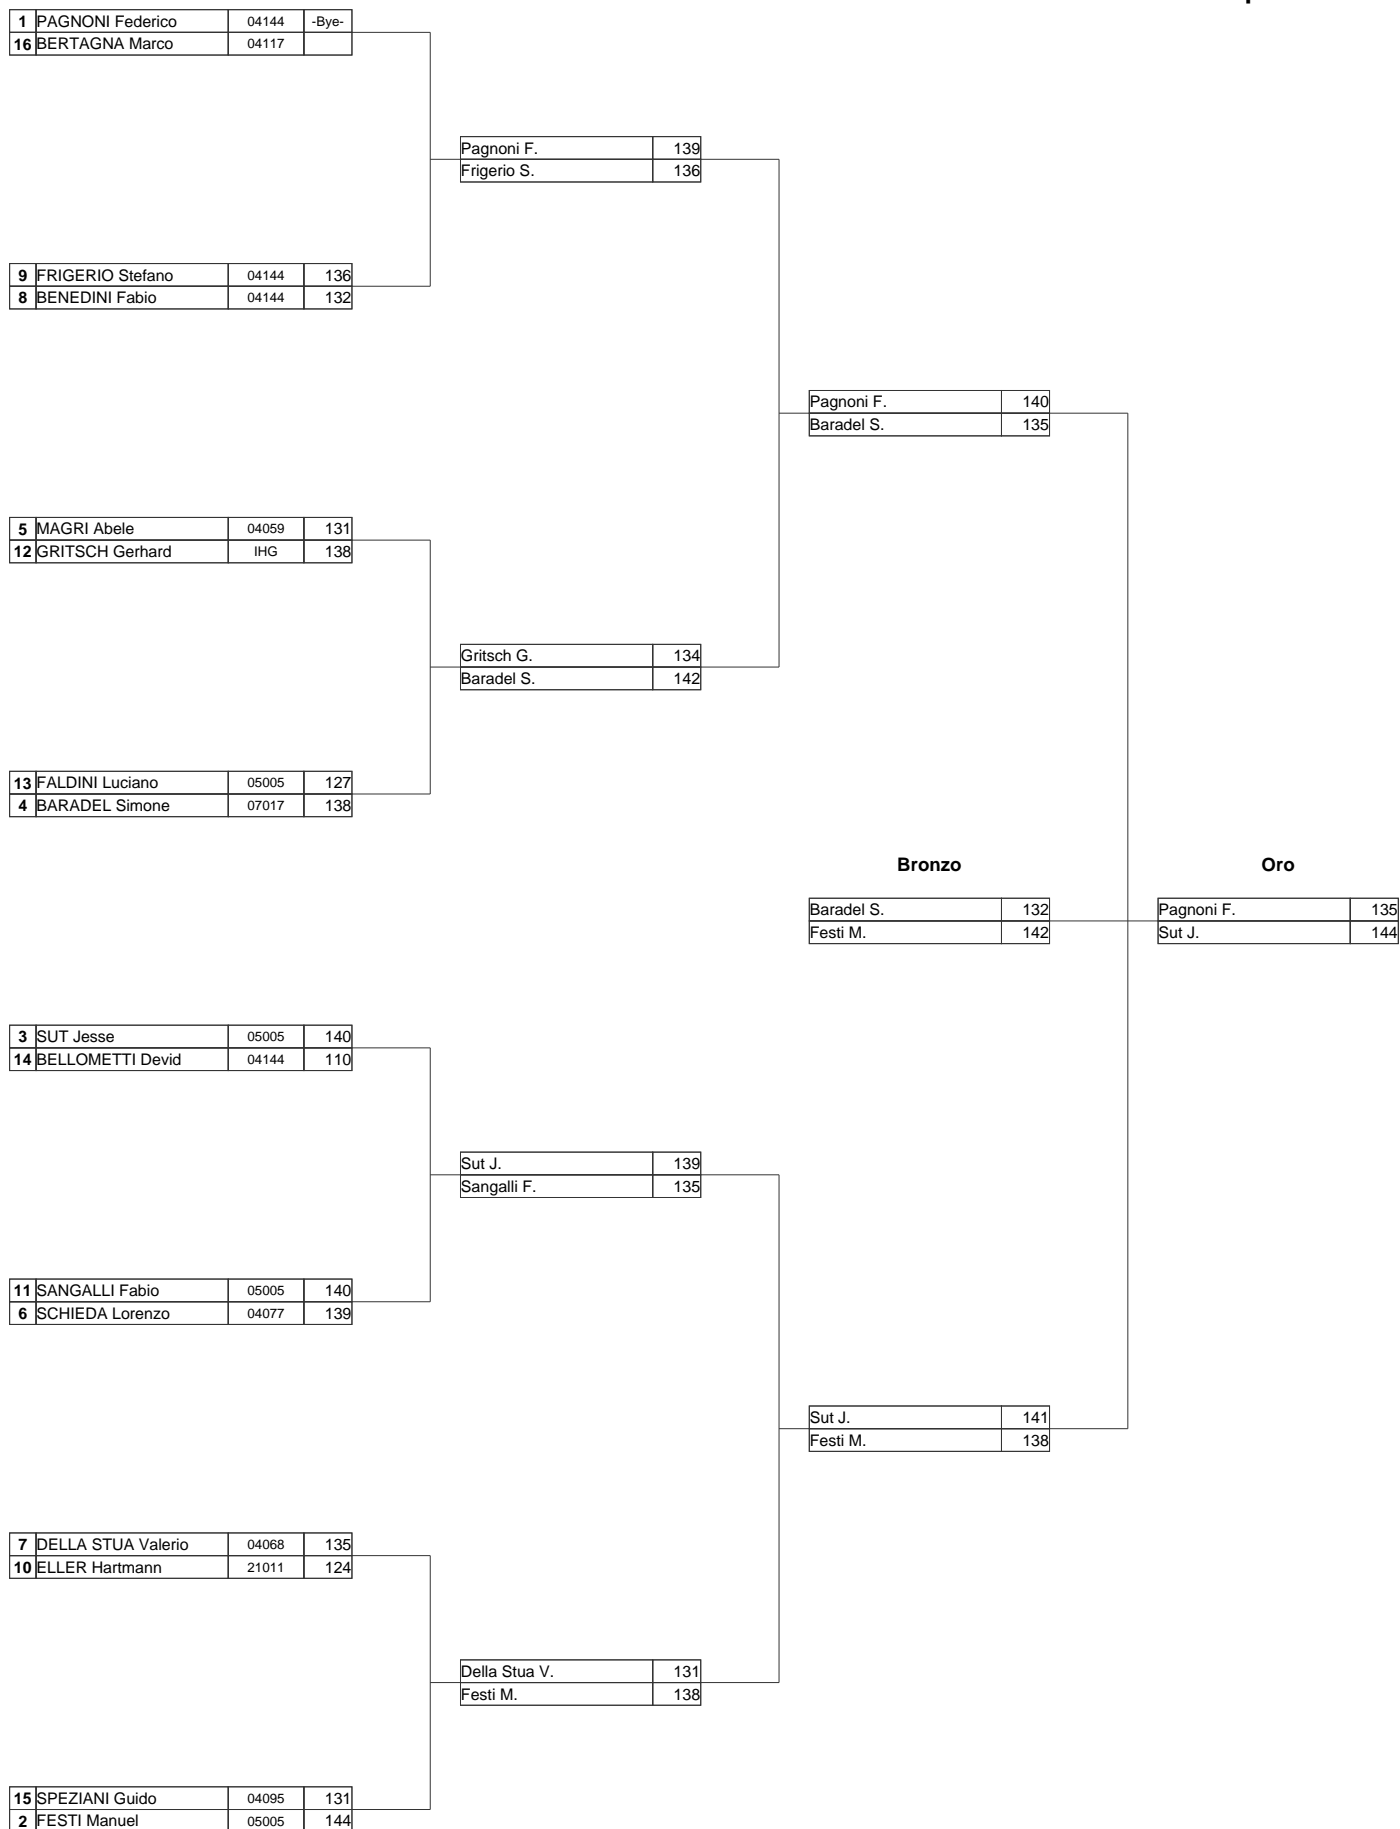 1 PAGNONI Federico 04144 -Bye-
16 BERTAGNA Marco 04117
Pagnoni F. 139
Frigerio S. 136
9 FRIGERIO Stefano 04144 136
8 BENEDINI Fabio 04144 132
Pagnoni F. 140
Baradel S. 135
5 MAGRI Abele 04059 131
12 GRITSCH Gerhard IHG 138
Gritsch G. 134
Baradel S. 142
13 FALDINI Luciano 05005 127
4 BARADEL Simone 07017 138
Bronzo Oro
Baradel S. 132 Pagnoni F. 135
Festi M. 142 Sut J. 144
3 SUT Jesse 05005 140
14 BELLOMETTI Devid 04144 110
Sut J. 139
Sangalli F. 135
11 SANGALLI Fabio 05005 140
6 SCHIEDA Lorenzo 04077 139
Sut J. 141
Festi M. 138
7 DELLA STUA Valerio 04068 135
10 ELLER Hartmann 21011 124
Della Stua V. 131
Festi M. 138
15 SPEZIANI Guido 04095 131
2 FESTI Manuel 05005 144